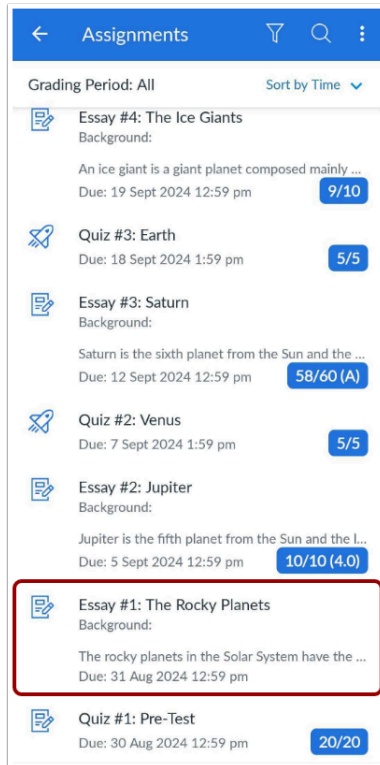 Assignments
Grading Period: All
Sort by Time
Essay #4: The Ice Giants
Background:
An ice giant is a giant planet composed mainly ...
Due: 19 Sept 2024 12:59 pm
9/10
Quiz #3: Earth
Due: 18 Sept 2024 1:59 pm
5/5
Essay #3: Saturn
Background:
Saturn is the sixth planet from the Sun and the ...
Due: 12 Sept 2024 12:59 pm
58/60 (A)
Quiz #2: Venus
Due: 7 Sept 2024 1:59 pm
5/5
Essay #2: Jupiter
Background:
Jupiter is the fifth planet from the Sun and the l...
Due: 5 Sept 2024 12:59 pm
10/10 (4.0)
Essay #1: The Rocky Planets
Background:
The rocky planets in the Solar System have the ...
Due: 31 Aug 2024 12:59 pm
Quiz #1: Pre-Test
Due: 30 Aug 2024 12:59 pm
20/20